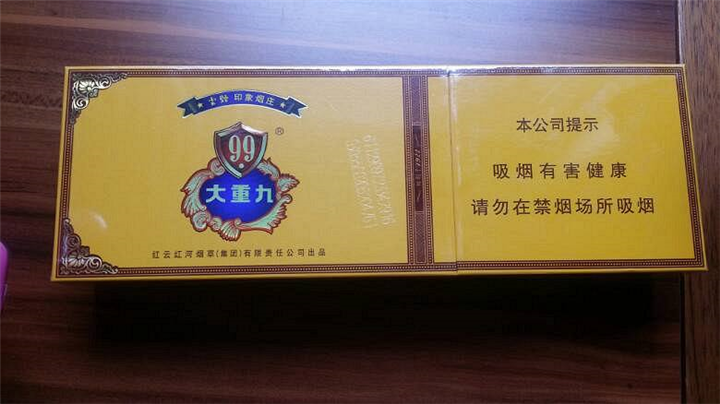 云烟 印象烟庄
99
®
大重九
红云红河烟草(集团)有限责任公司出品
本公司提示
吸烟有害健康
请勿在禁烟场所吸烟